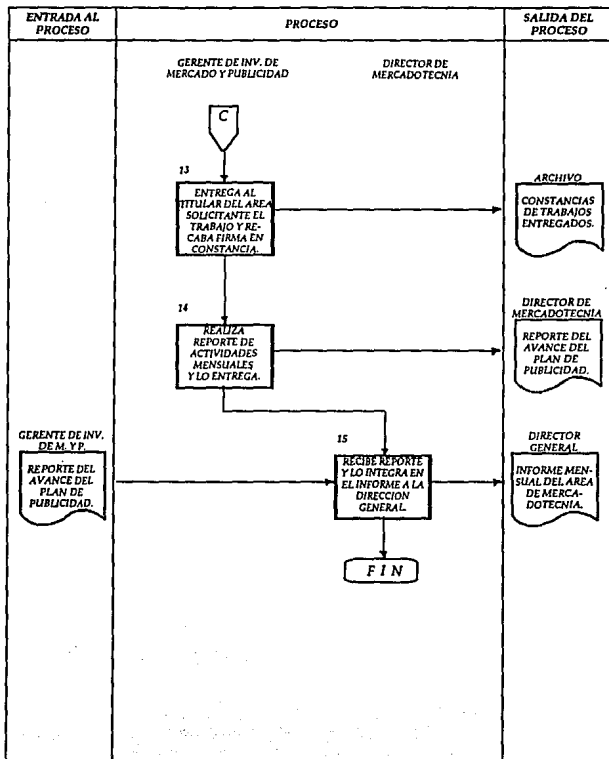 ENTRADA AL
PROCESO
PROCESO
SALIDA DEL
PROCESO
GERENTE DE INV. DE
MERCADO Y PUBLICIDAD
DIRECTOR DE
MERCADOTECNIA
C
13
ENTREGA AL
TITULAR DEL AREA
SOLICITANTE EL
TRABAJO Y RE-
CABA FIRMA EN
CONSTANCIA.
ARCHIVO
CONSTANCIAS
DE TRABAJOS
ENTREGADOS.
14
REALIZA
REPORTE DE
ACTIVIDADES
MENSUALES
Y LO ENTREGA.
DIRECTOR DE
MERCADOTECNIA
REPORTE DEL
AVANCE DEL
PLAN DE
PUBLICIDAD.
GERENTE DE INV.
DE M. Y P.
REPORTE DEL
AVANCE DEL
PLAN DE
PUBLICIDAD.
15
RECIBE REPORTE
Y LO INTEGRA EN
EL INFORME A LA
DIRECCION
GENERAL.
DIRECTOR
GENERAL
INFORME MEN-
SUAL DEL AREA
DE MERCA-
DOTECNIA.
F I N